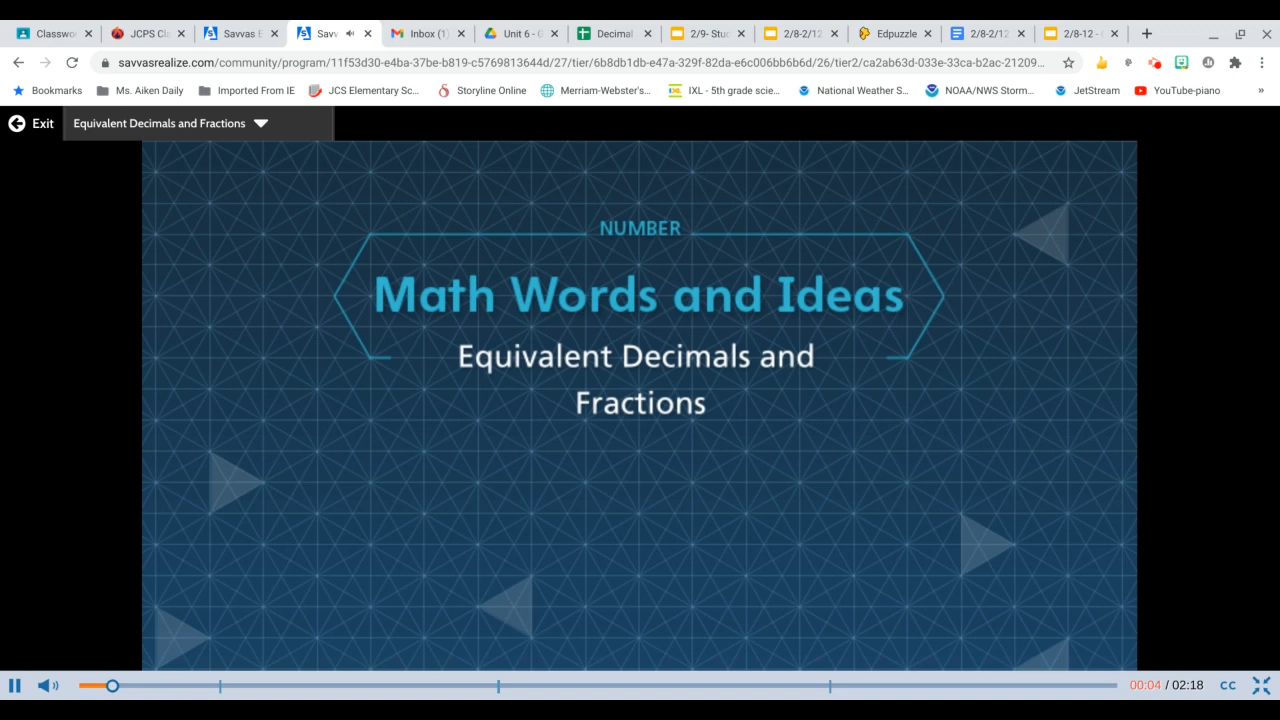 Classwo JCPS Cl Savvas E Savv Inbox (1) Unit 6 - G Decimal 2/9- Stu 2/8-2/12 Edpuzzle 2/8-2/12 2/8-12 -
savvasrealize.com/community/program/11f53d30-e4ba-37be-b819-c5769813644d/27/tier/6b8db1db-e47a-329f-82da-e6c006bb6b6d/26/tier2/ca2ab63d-033e-33ca-b2ac-21209...
Bookmarks Ms. Aiken Daily Imported From IE JCS Elementary Sc... Storyline Online Merriam-Webster's... IXL - 5th grade scie... National Weather S... NOAA/NWS Storm... JetStream YouTube-piano »
Exit Equivalent Decimals and Fractions
NUMBER
Math Words and Ideas
Equivalent Decimals and
Fractions
00:04 / 02:18 CC